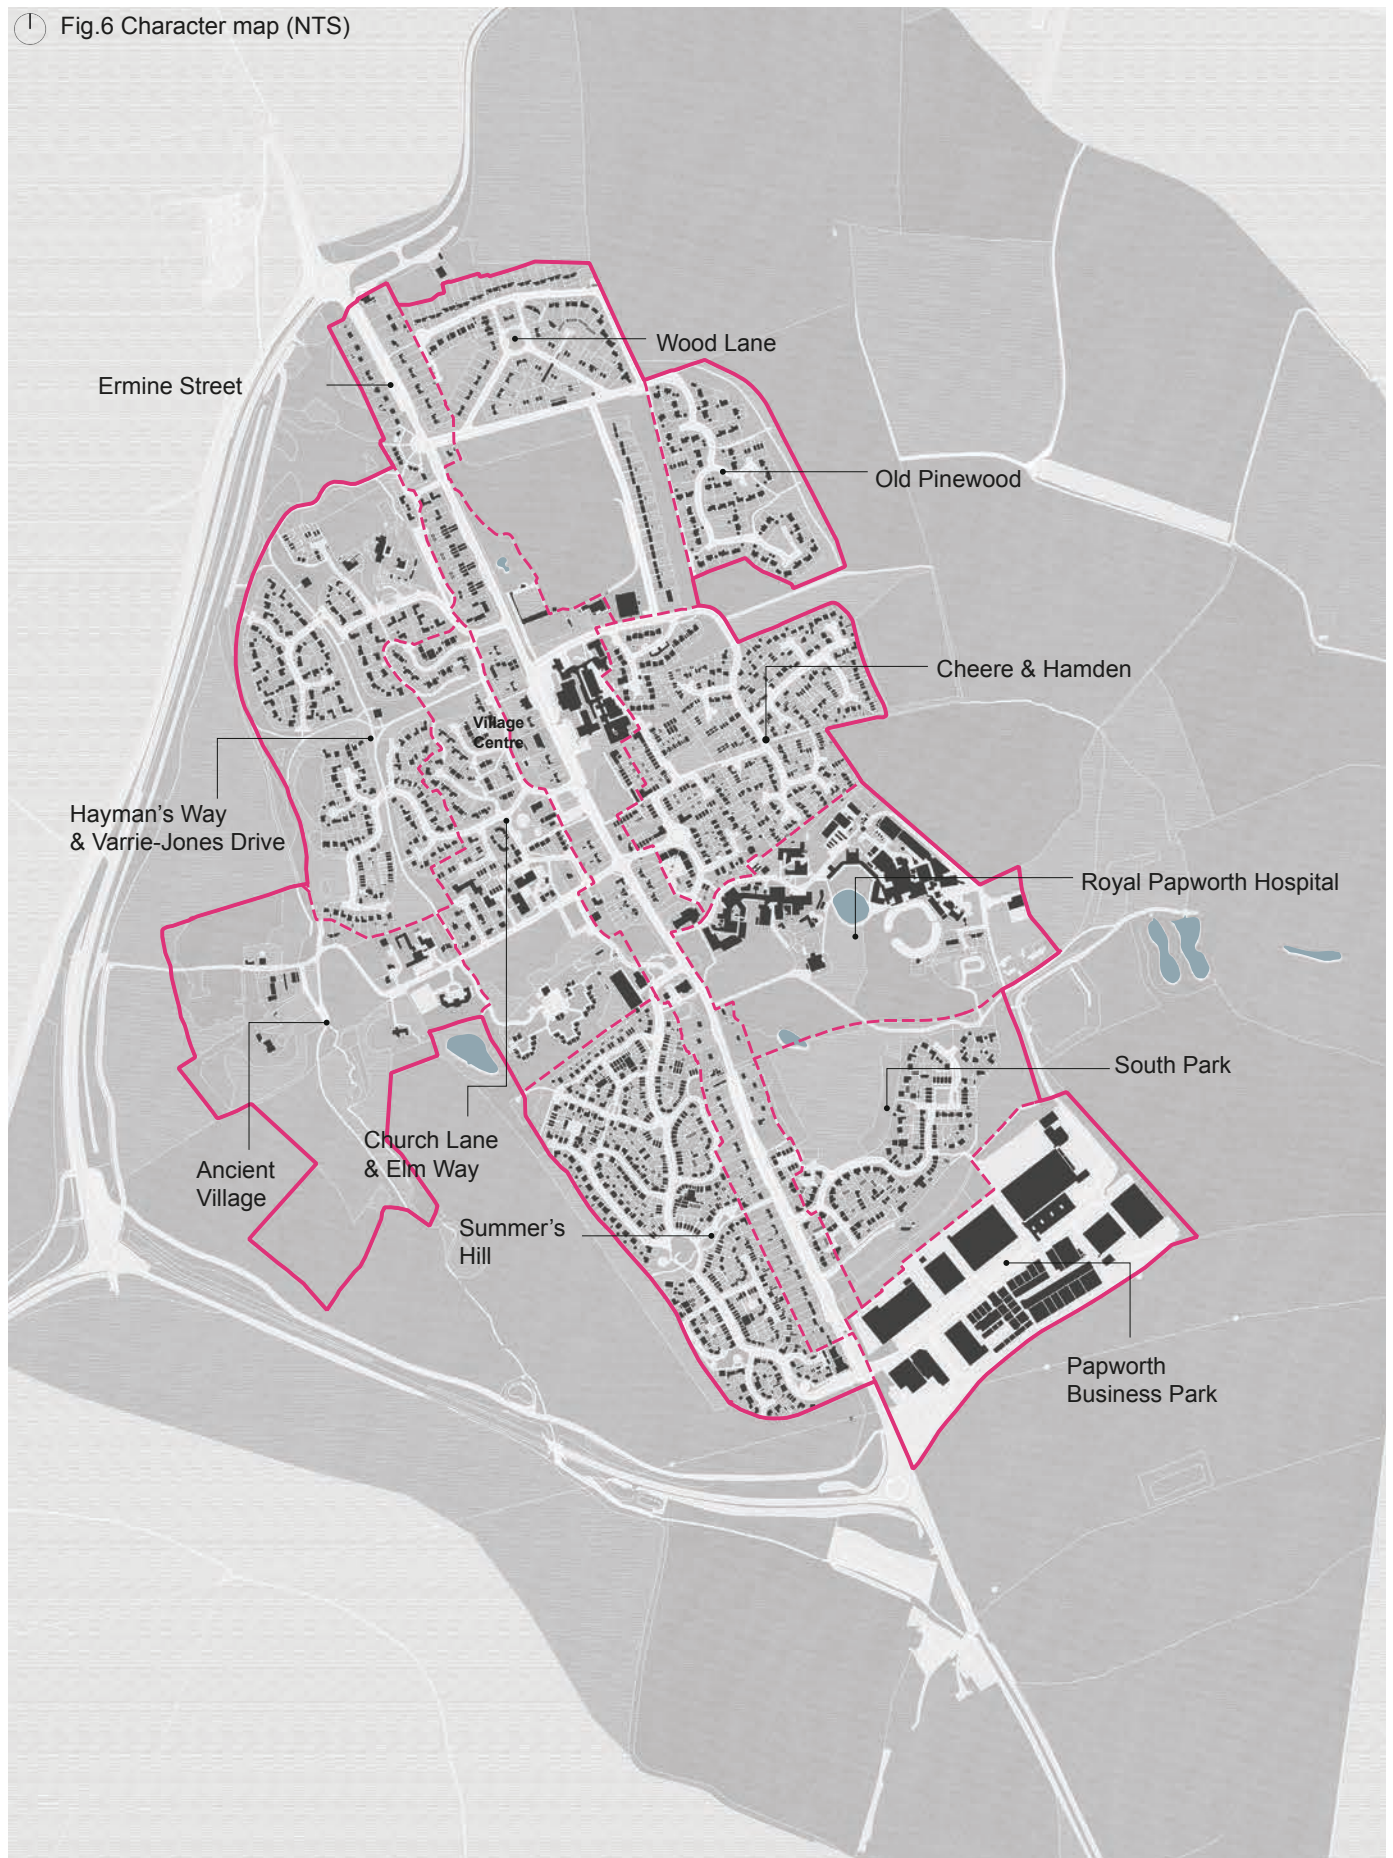 Fig.6 Character map (NTS)
Wood Lane
Ermine Street
Old Pinewood
Cheere & Hamden
Village
Centre
Hayman's Way
& Varrie-Jones Drive
Royal Papworth Hospital
South Park
Church Lane
& Elm Way
Ancient
Village
Summer's
Hill
Papworth
Business Park